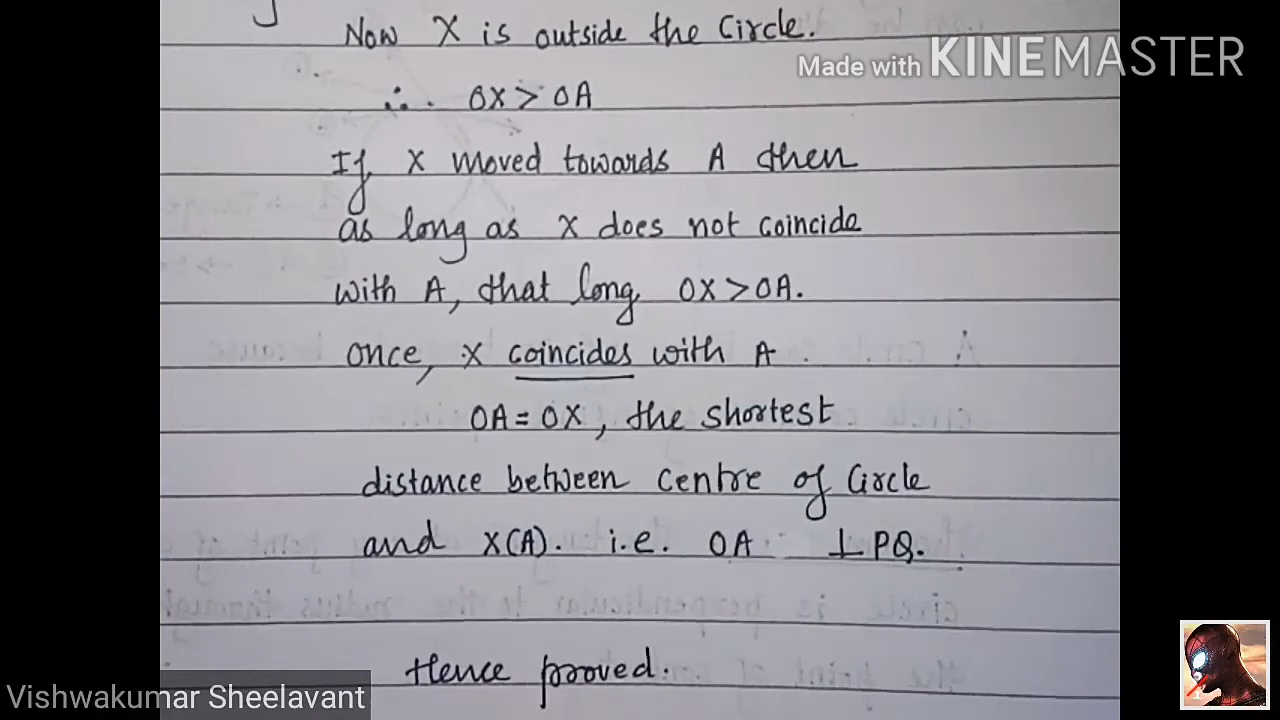 Now X is outside the Circle.
Made with KINEMASTER
∴ OX > OA
If X moved towards A then
as long as X does not coincide
with A, that long OX > OA.
once, X coincides with A
OA = OX, the shortest
distance between centre of Circle
and X(A). i.e. OA ⊥ PQ.
Hence proved.
Vishwakumar Sheelavant